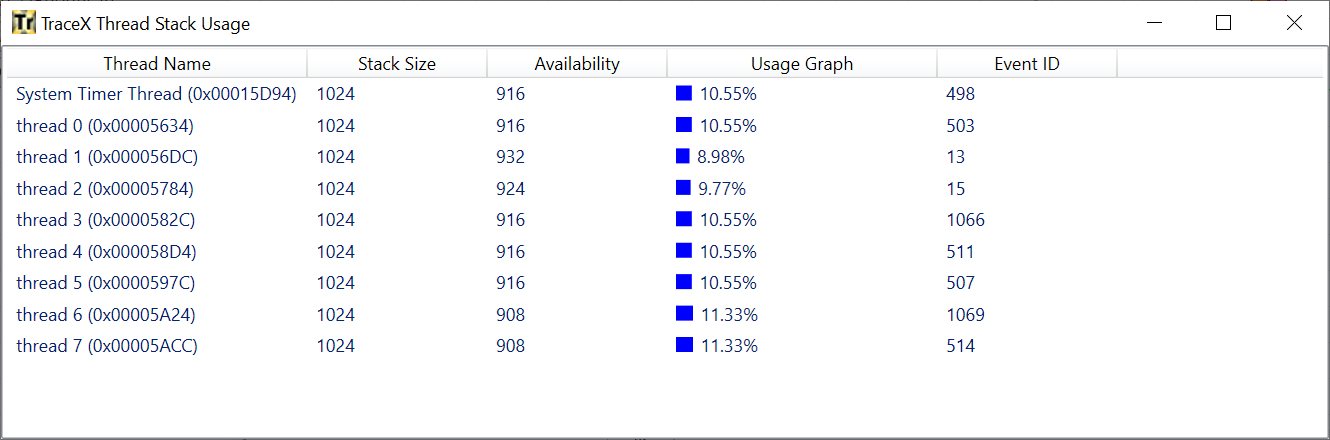 Tr TraceX Thread Stack Usage
Thread Name Stack Size Availability Usage Graph Event ID
System Timer Thread (0x00015D94) 1024 916 10.55% 498
thread 0 (0x00005634) 1024 916 10.55% 503
thread 1 (0x000056DC) 1024 932 8.98% 13
thread 2 (0x00005784) 1024 924 9.77% 15
thread 3 (0x0000582C) 1024 916 10.55% 1066
thread 4 (0x000058D4) 1024 916 10.55% 511
thread 5 (0x0000597C) 1024 916 10.55% 507
thread 6 (0x00005A24) 1024 908 11.33% 1069
thread 7 (0x00005ACC) 1024 908 11.33% 514